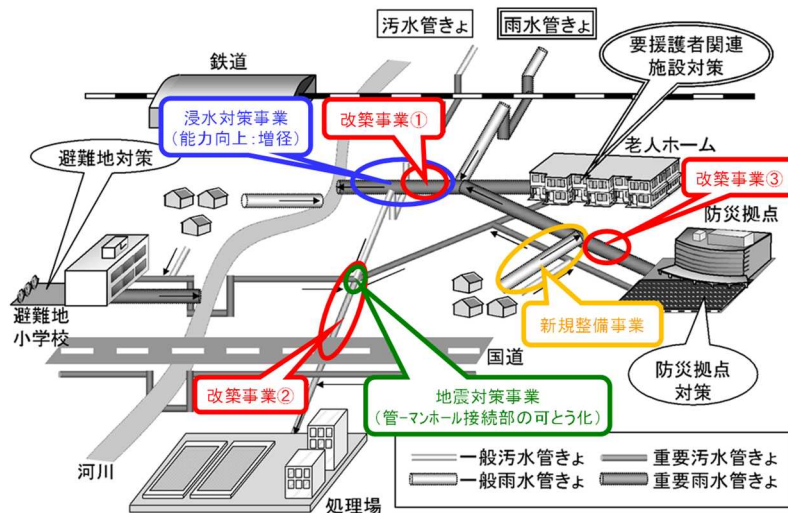 汚水管きょ
雨水管きょ
要援護者関連
施設対策
鉄道
浸水対策事業
(能力向上:増径)
改築事業①
老人ホーム
避難地対策
改築事業③
防災拠点
避難地
小学校
新規整備事業
国道
防災拠点
対策
改築事業②
地震対策事業
(管-マンホール接続部の可とう化)
河川
処理場
一般汚水管きょ
重要汚水管きょ
一般雨水管きょ
重要雨水管きょ